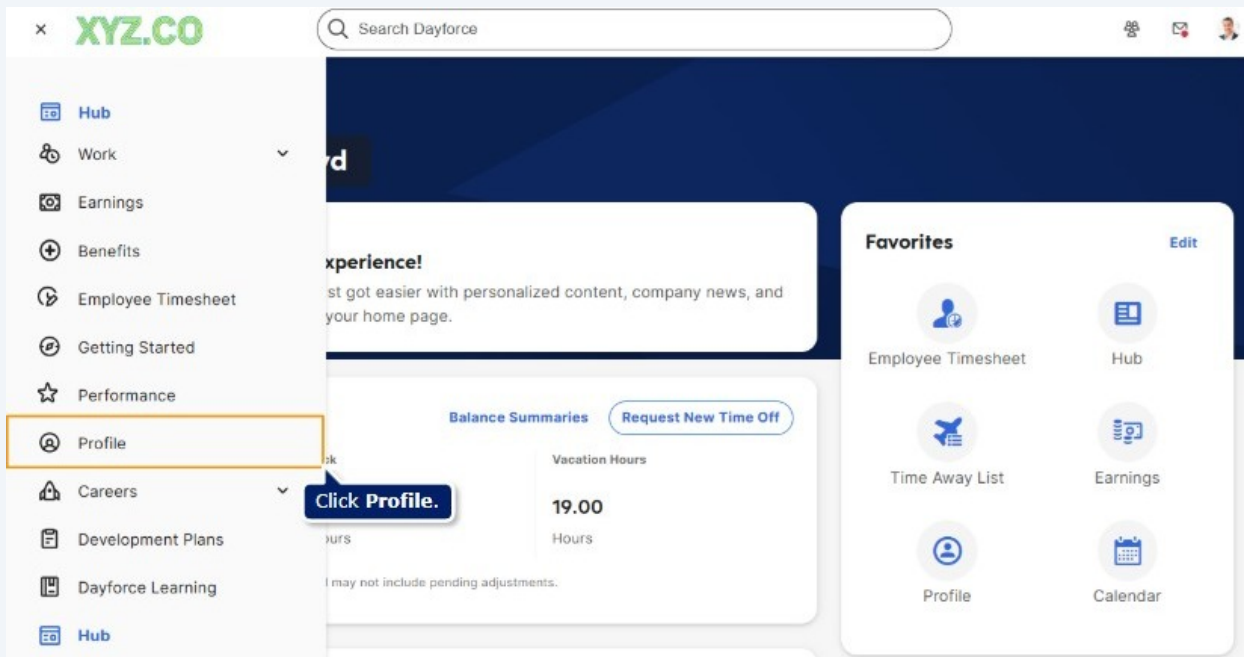 XYZ.CO
Search Dayforce
Hub
Work
Earnings
Benefits
Employee Timesheet
Getting Started
Performance
Profile
Careers
Development Plans
Dayforce Learning
Hub
Click Profile.
xperience!
st got easier with personalized content, company news, and
your home page.
Balance Summaries
Request New Time Off
Vacation Hours
19.00
Hours
may not include pending adjustments.
Favorites
Edit
Employee Timesheet
Hub
Time Away List
Earnings
Profile
Calendar